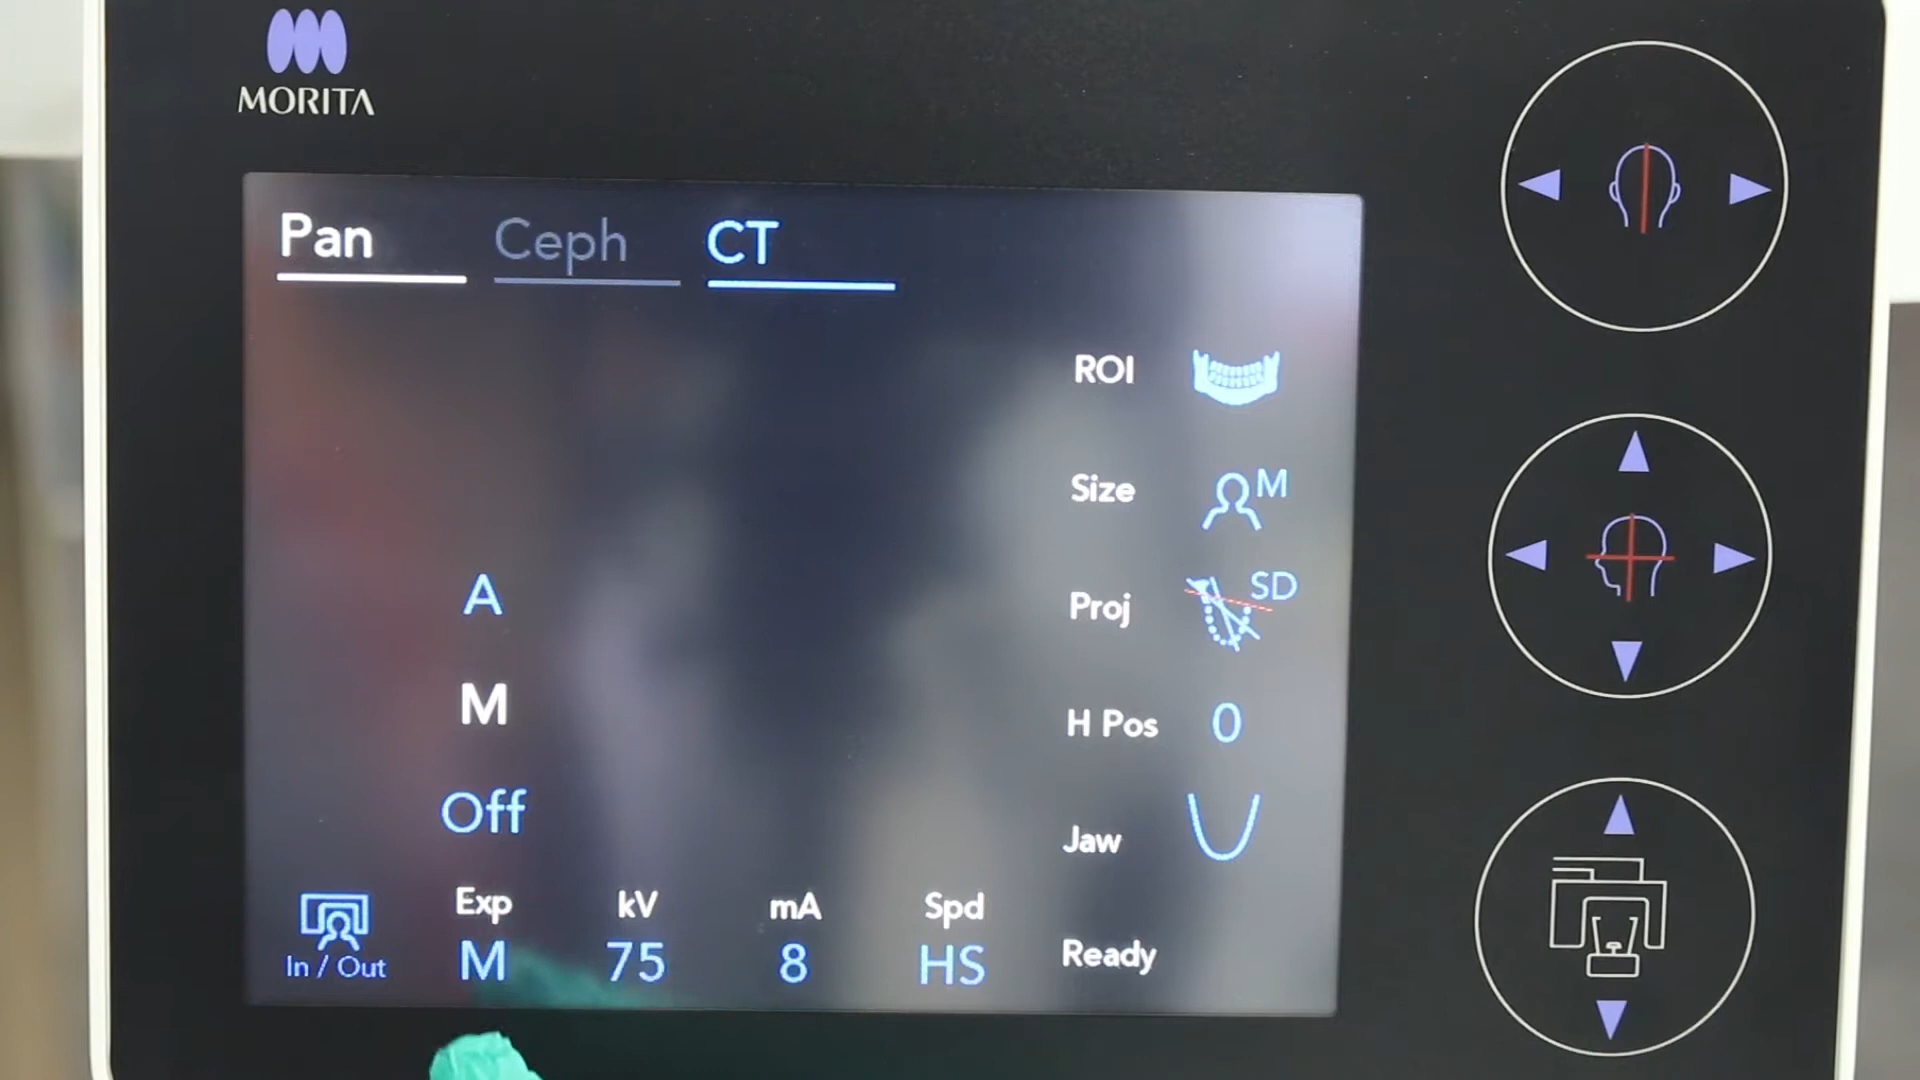 MORITA
Pan Ceph CT
ROI
Size M
Proj SD
H Pos 0
Jaw
A
M
Off
Exp kV mA Spd
In / Out M 75 8 HS Ready